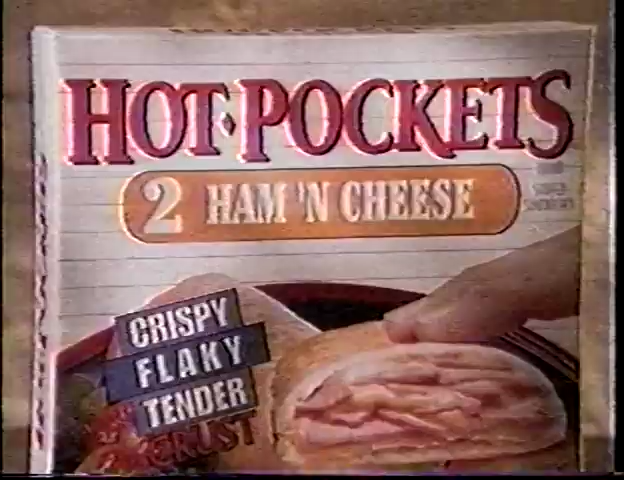 HOT·POCKETS
2 HAM 'N CHEESE
CRISPY
FLAKY
TENDER
CRUST